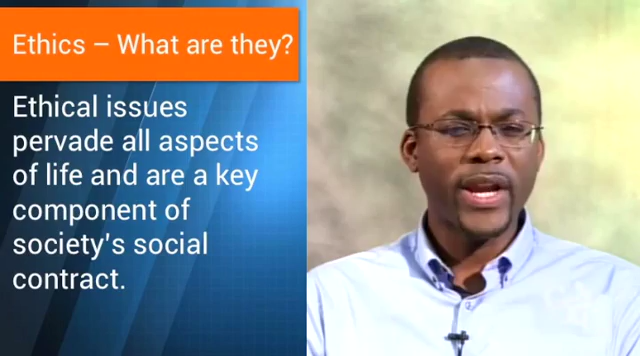 Ethics – What are they?
Ethical issues
pervade all aspects
of life and are a key
component of
society's social
contract.